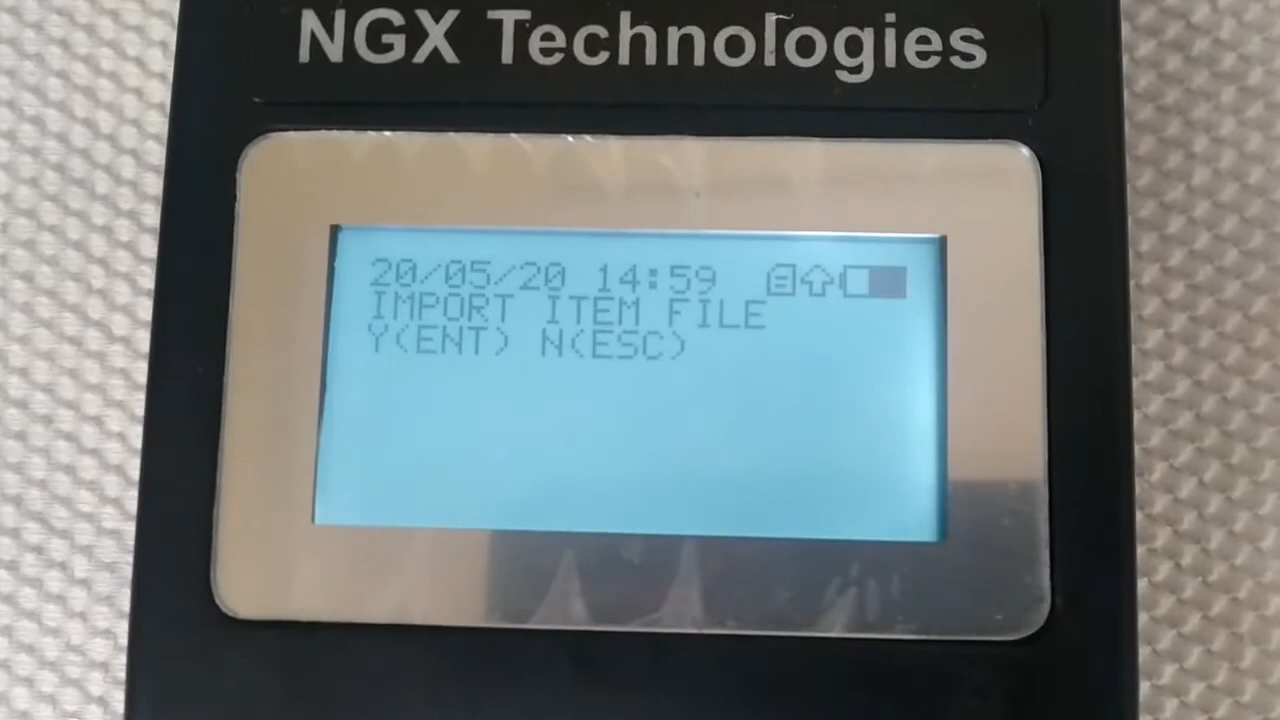 NGX Technologies
20/05/20 14:59
IMPORT ITEM FILE
Y(ENT) N(ESC)